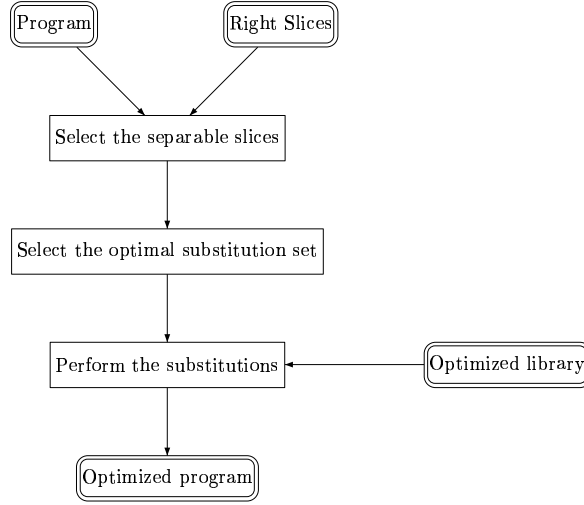 Program
Right Slices
Select the separable slices
Select the optimal substitution set
Perform the substitutions
Optimized library
Optimized program